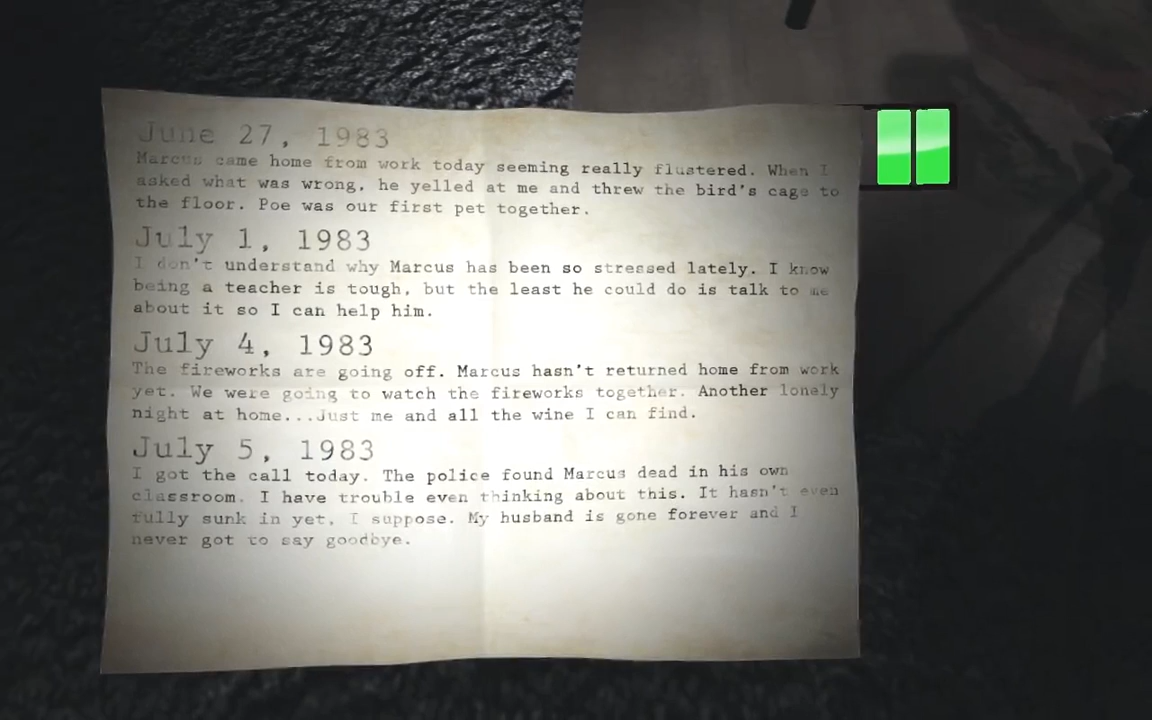 June 27, 1983
Marcus came home from work today seeming really flustered. When I
asked what was wrong, he yelled at me and threw the bird's cage to
the floor. Poe was our first pet together.
July 1, 1983
I don't understand why Marcus has been so stressed lately. I know
being a teacher is tough, but the least he could do is talk to me
about it so I can help him.
July 4, 1983
The fireworks are going off. Marcus hasn't returned home from work
yet. We were going to watch the fireworks together. Another lonely
night at home...Just me and all the wine I can find.
July 5, 1983
I got the call today. The police found Marcus dead in his own
classroom. I have trouble even thinking about this. It hasn't even
fully sunk in yet, I suppose. My husband is gone forever and I
never got to say goodbye.